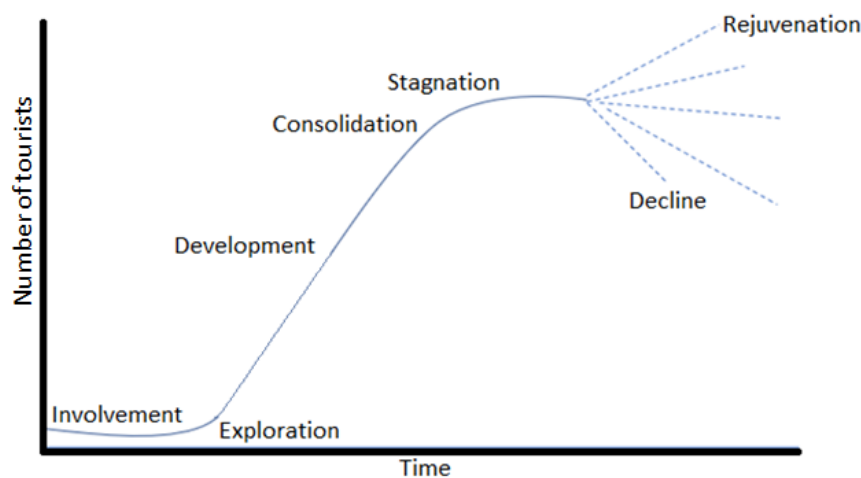 Rejuvenation
Stagnation
Consolidation
Decline
Development
Number of tourists
Involvement
Exploration
Time